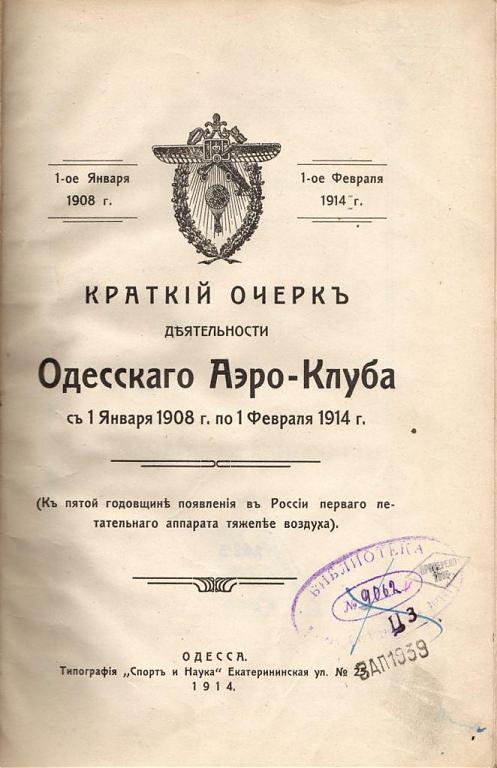 1-ое Января
1908 г.
1-ое Февраля
1914 г.
КРАТКІЙ ОЧЕРКЪ
ДѢЯТЕЛЬНОСТИ
Одесскаго Аэро-Клуба
съ 1 Января 1908 г. по 1 Февраля 1914 г.
(Къ пятой годовщинѣ появленія въ Россіи перваго ле-
тательнаго аппарата тяжелѣе воздуха).
БИБЛИОТЕКА
№ 9062
ЗАП1939
ОДЕССА.
Типографія „Спортъ и Наука" Екатерининская ул. № 25.
1914.